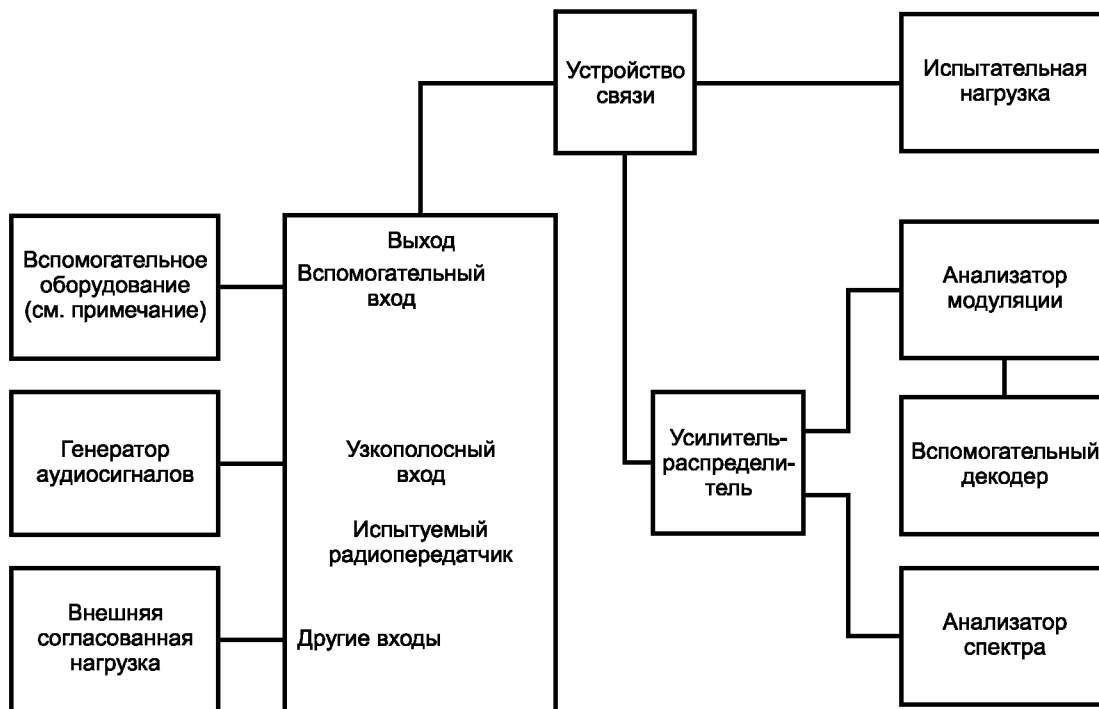 Устройство
связи
Испытательная
нагрузка
Вспомогательное
оборудование
(см. примечание)
Выход
Вспомогательный
вход
Анализатор
модуляции
Генератор
аудиосигналов
Узкополосный
вход
Испытуемый
радиопередатчик
Усилитель-
распредели-
тель
Вспомогательный
декодер
Внешняя
согласованная
нагрузка
Другие входы
Анализатор
спектра